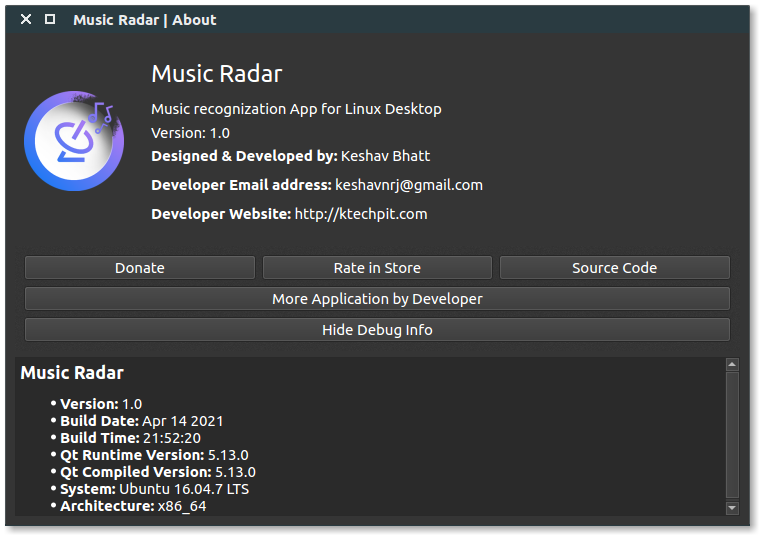 Music Radar | About
Music Radar
Music recognization App for Linux Desktop
Version: 1.0
Designed & Developed by: Keshav Bhatt
Developer Email address: keshavnrj@gmail.com
Developer Website: http://ktechpit.com
Donate
Rate in Store
Source Code
More Application by Developer
Hide Debug Info
Music Radar
• Version: 1.0
• Build Date: Apr 14 2021
• Build Time: 21:52:20
• Qt Runtime Version: 5.13.0
• Qt Compiled Version: 5.13.0
• System: Ubuntu 16.04.7 LTS
• Architecture: x86_64